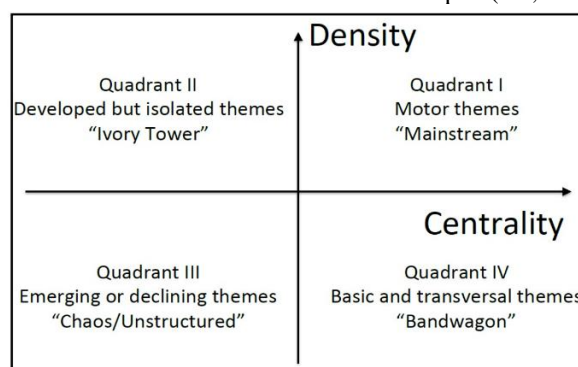 Density
Quadrant II
Developed but isolated themes
“Ivory Tower”
Quadrant I
Motor themes
“Mainstream”
Centrality
Quadrant III
Emerging or declining themes
“Chaos/Unstructured”
Quadrant IV
Basic and transversal themes
“Bandwagon”